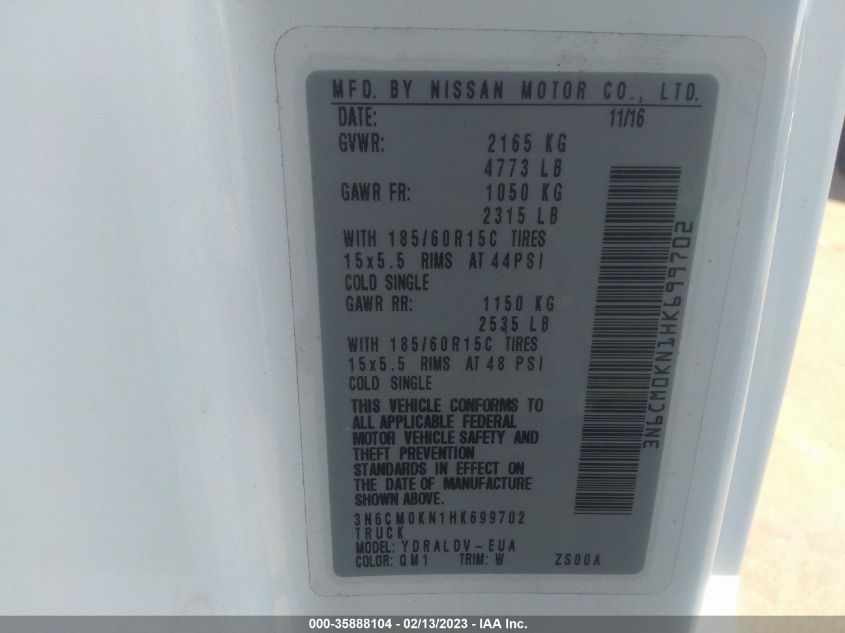 MFD. BY NISSAN MOTOR CO., LTD.
DATE: 11/16
GVWR: 2165 KG
4773 LB
GAWR FR: 1050 KG
2315 LB
WITH 185/60R15C TIRES
15x5.5 RIMS AT 44PSI
COLD SINGLE
GAWR RR: 1150 KG
2535 LB
WITH 185/60R15C TIRES
15x5.5 RIMS AT 48 PSI
COLD SINGLE
THIS VEHICLE CONFORMS TO
ALL APPLICABLE FEDERAL
MOTOR VEHICLE SAFETY AND
THEFT PREVENTION
STANDARDS IN EFFECT ON
THE DATE OF MANUFACTURE
SHOWN ABOVE.
3N6CM0KN1HK699702
TRUCK
MODEL: YDRALDV-EUA
COLOR: QM1 TRIM: W ZS00A
3N6CM0KN1HK699702
000-35888104 - 02/13/2023 - IAA Inc.